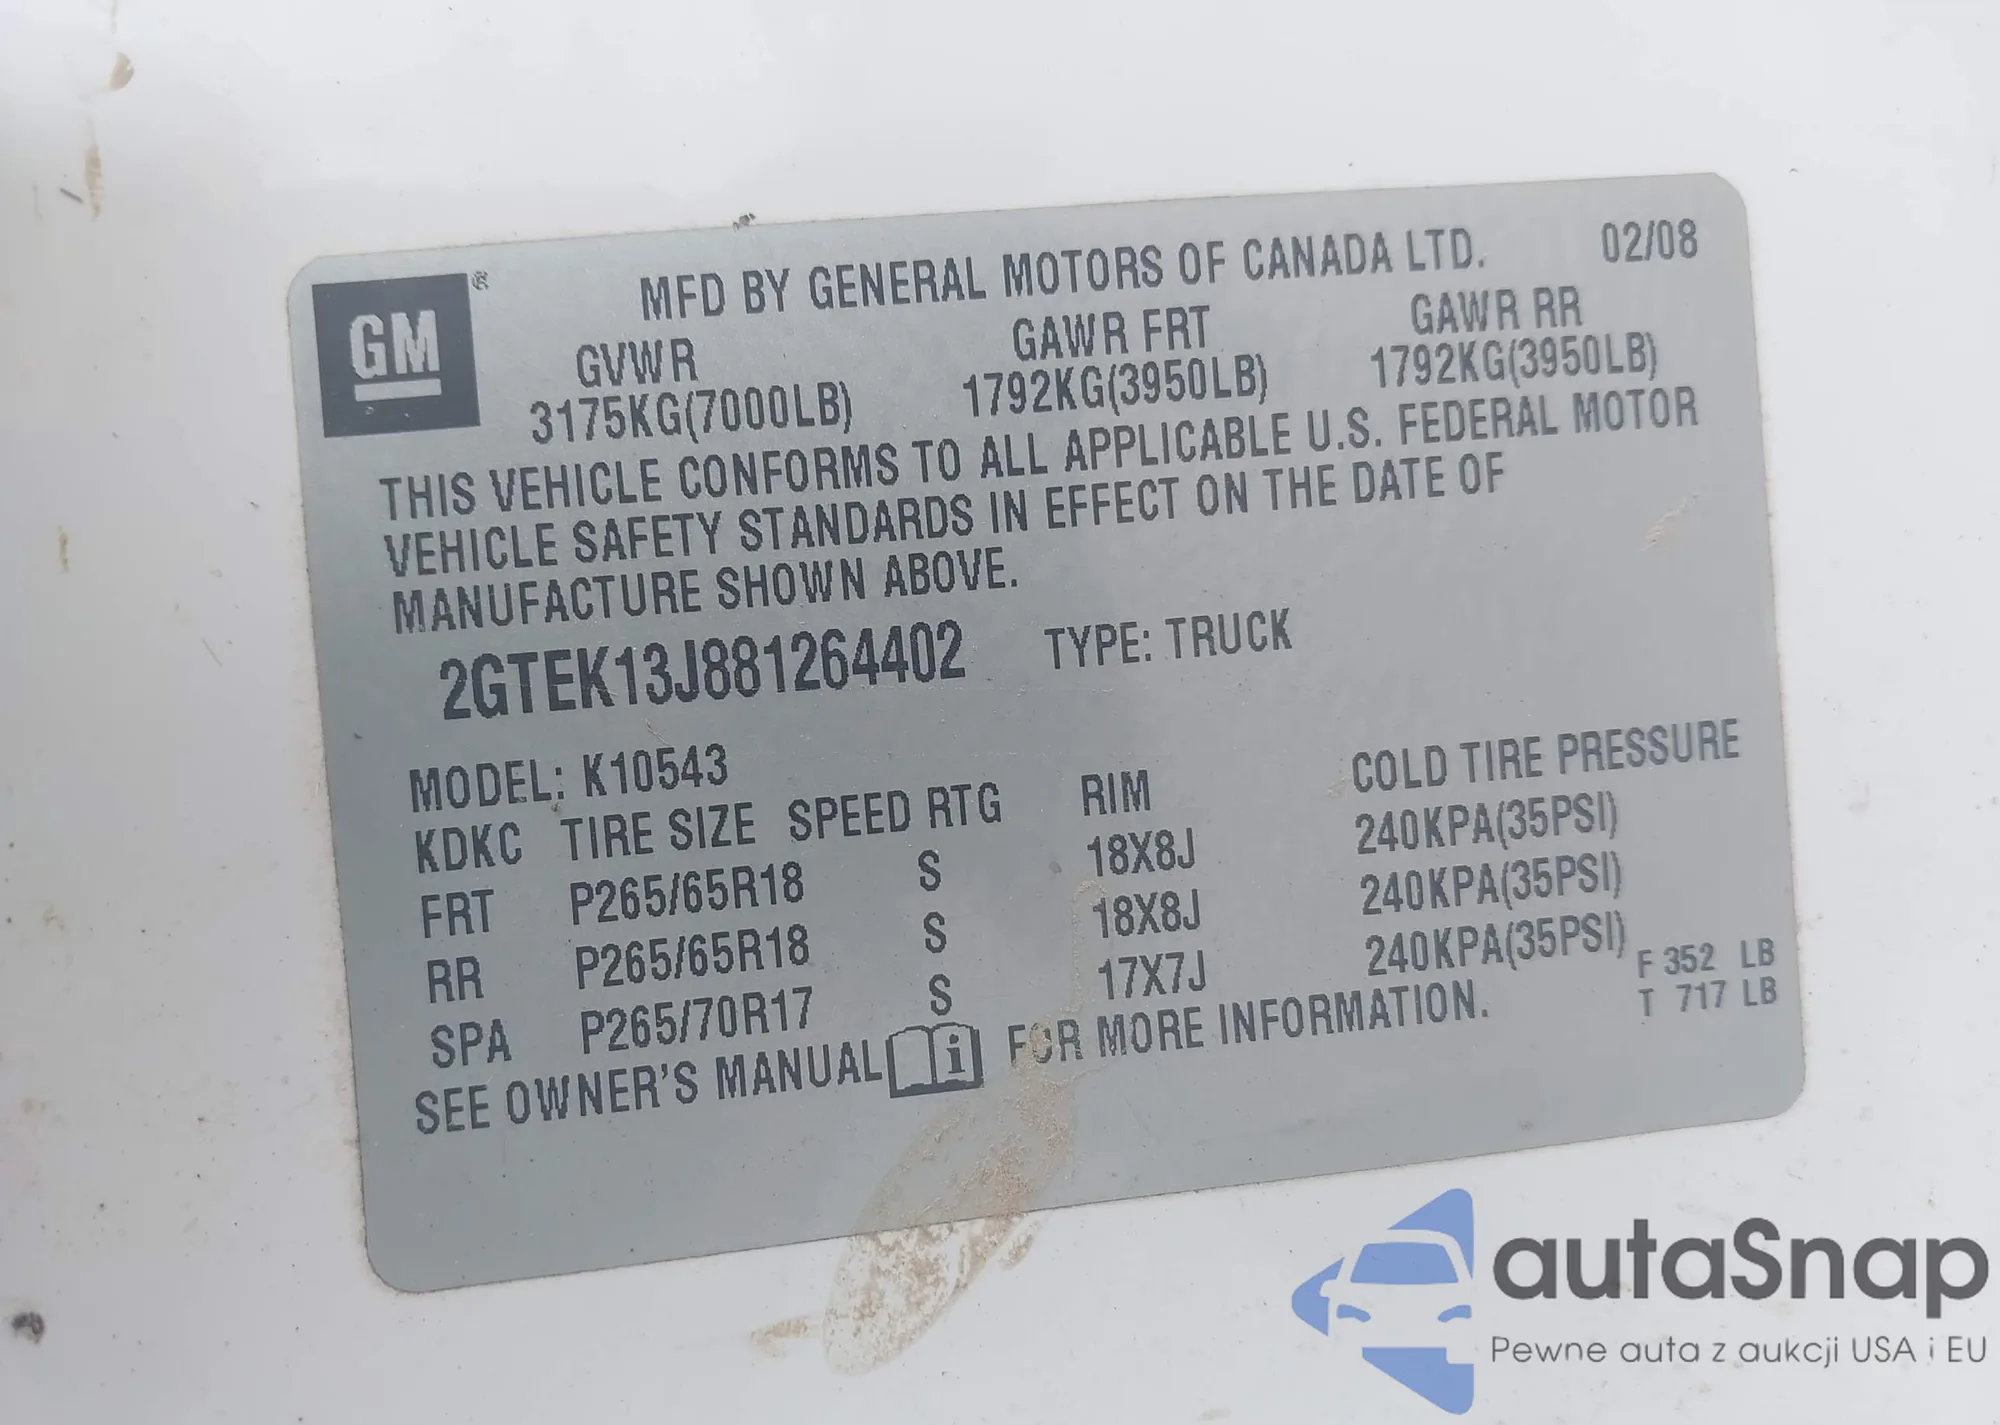 GM®
MFD BY GENERAL MOTORS OF CANADA LTD. 02/08
GVWR GAWR FRT GAWR RR
3175KG(7000LB) 1792KG(3950LB) 1792KG(3950LB)
THIS VEHICLE CONFORMS TO ALL APPLICABLE U.S. FEDERAL MOTOR
VEHICLE SAFETY STANDARDS IN EFFECT ON THE DATE OF
MANUFACTURE SHOWN ABOVE.
2GTEK13J881264402 TYPE: TRUCK
MODEL: K10543
KDKC TIRE SIZE SPEED RTG RIM COLD TIRE PRESSURE
FRT P265/65R18 S 18X8J 240KPA(35PSI)
RR P265/65R18 S 18X8J 240KPA(35PSI)
SPA P265/70R17 S 17X7J 240KPA(35PSI)
F 352 LB
T 717 LB
SEE OWNER'S MANUAL i FOR MORE INFORMATION.
autaSnap
Pewne auta z aukcji USA i EU